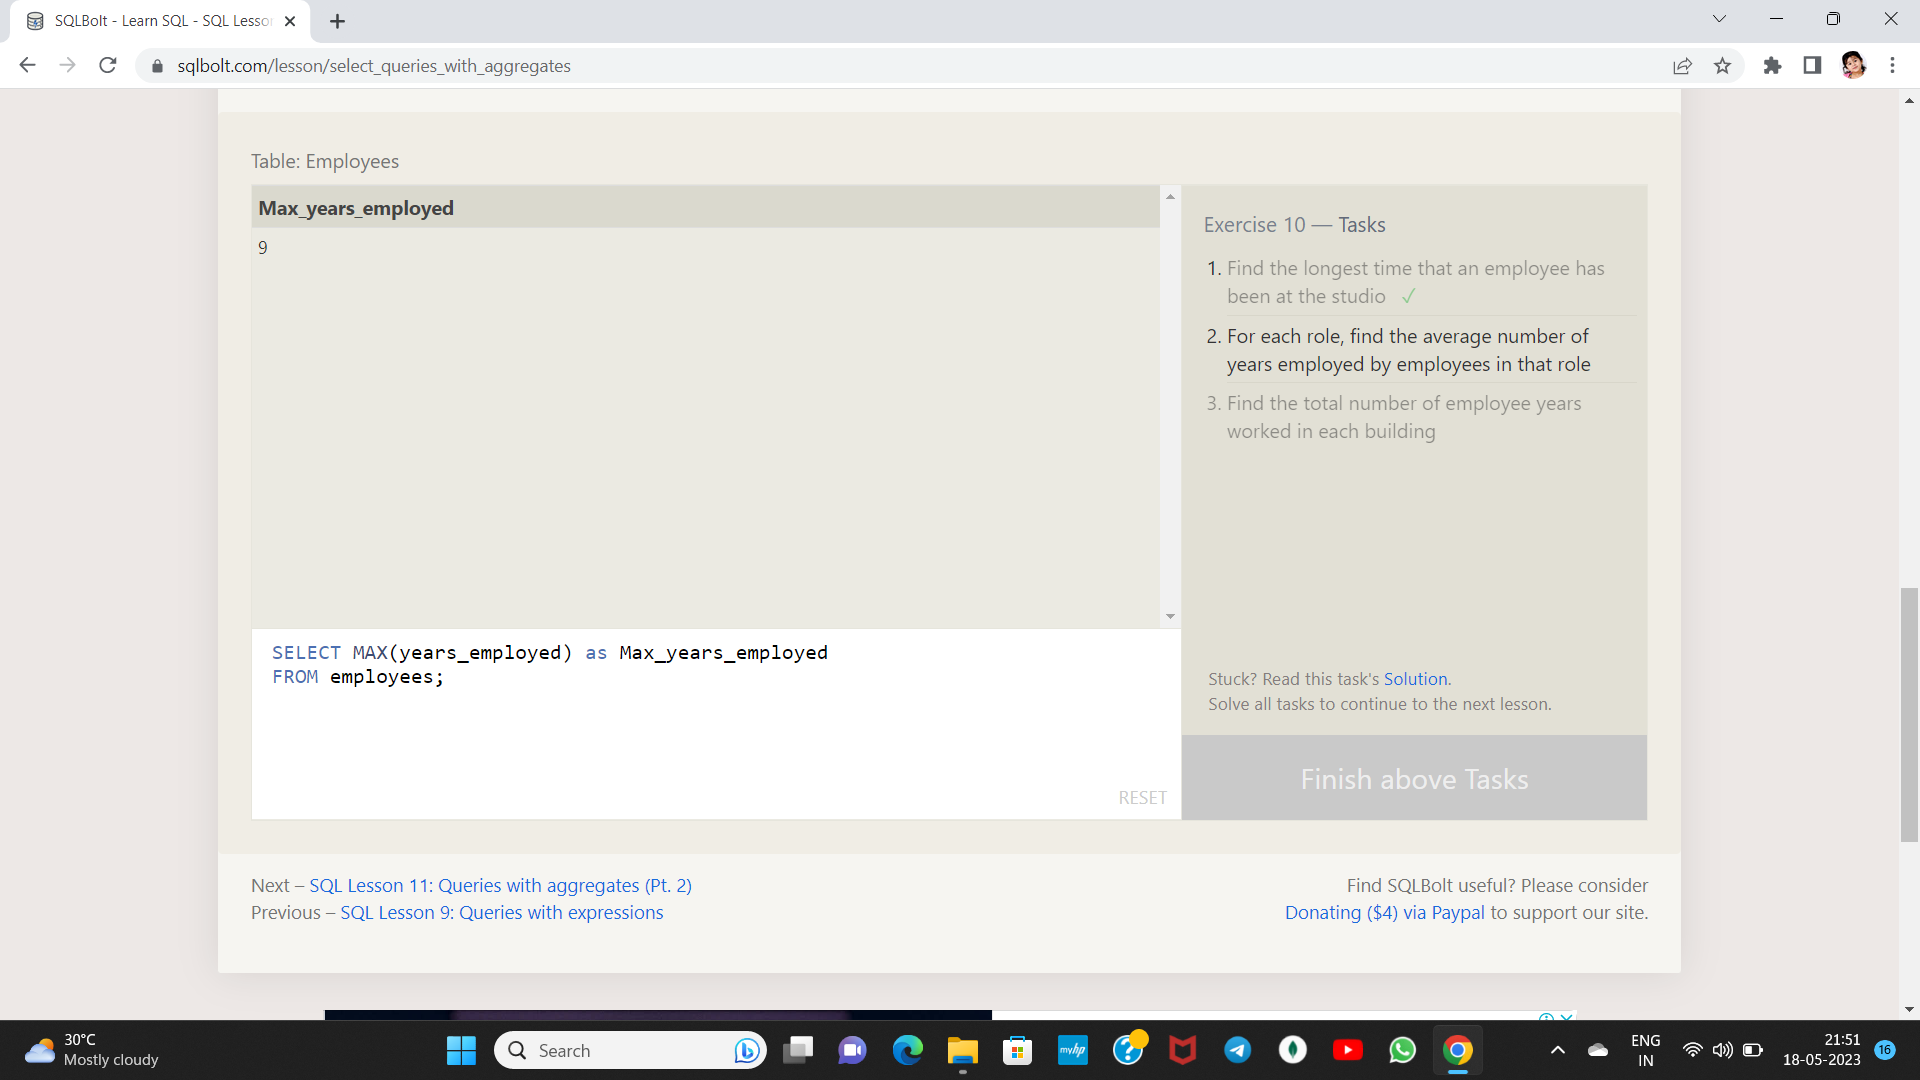 SQLBolt - Learn SQL - SQL Lesso
sqlbolt.com/lesson/select_queries_with_aggregates
Table: Employees
Max_years_employed
9
Exercise 10 — Tasks
1. Find the longest time that an employee has
been at the studio ✓
2. For each role, find the average number of
years employed by employees in that role
3. Find the total number of employee years
worked in each building
SELECT MAX(years_employed) as Max_years_employed
FROM employees;
RESET
Stuck? Read this task's Solution.
Solve all tasks to continue to the next lesson.
Finish above Tasks
Next – SQL Lesson 11: Queries with aggregates (Pt. 2)
Previous – SQL Lesson 9: Queries with expressions
Find SQLBolt useful? Please consider
Donating ($4) via Paypal to support our site.
30°C
Mostly cloudy
Search
myhp
ENG
IN
21:51
18-05-2023
16